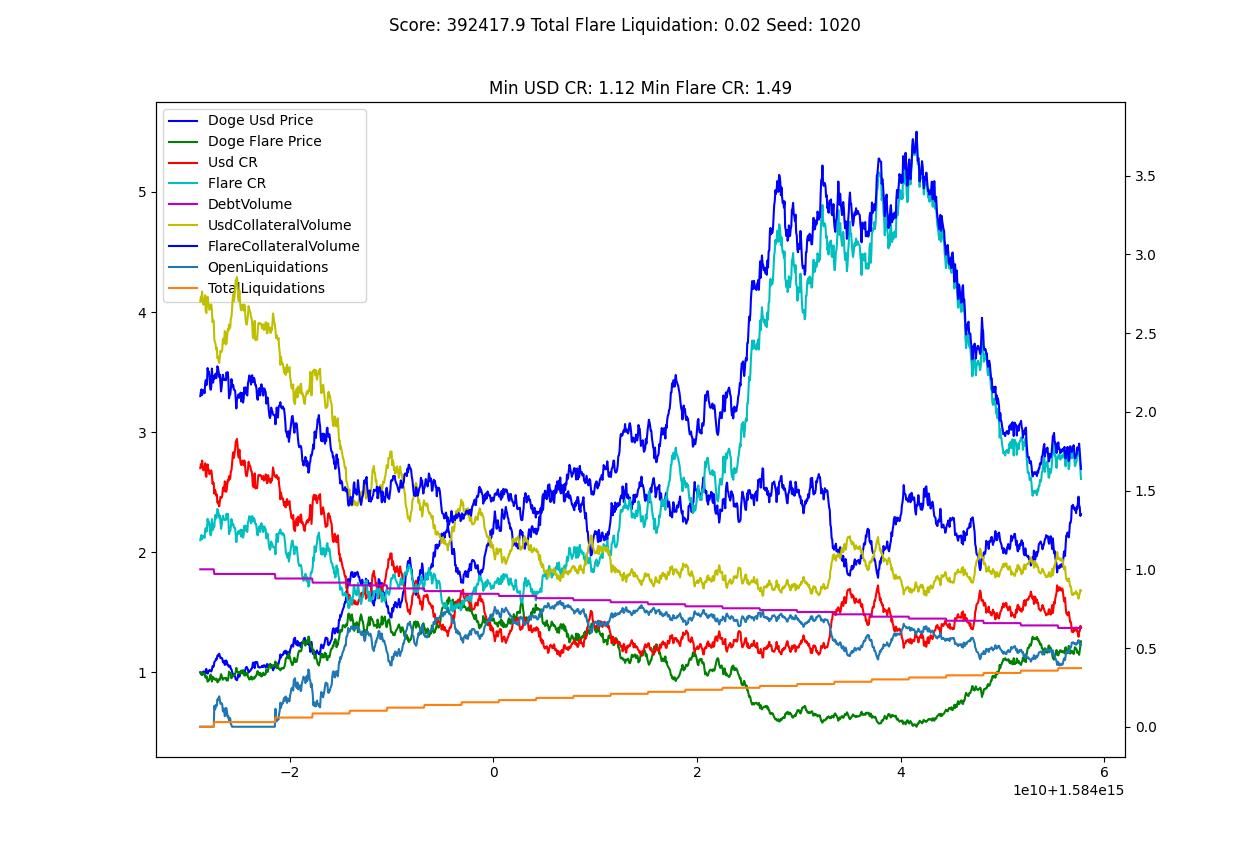 Score: 392417.9 Total Flare Liquidation: 0.02 Seed: 1020
Min USD CR: 1.12 Min Flare CR: 1.49
Doge Usd Price
Doge Flare Price
Usd CR
Flare CR
DebtVolume
UsdCollateralVolume
FlareCollateralVolume
OpenLiquidations
TotalLiquidations
5
4
3
2
1
3.5
3.0
2.5
2.0
1.5
1.0
0.5
0.0
−2
0
2
4
6
1e10+1.584e15